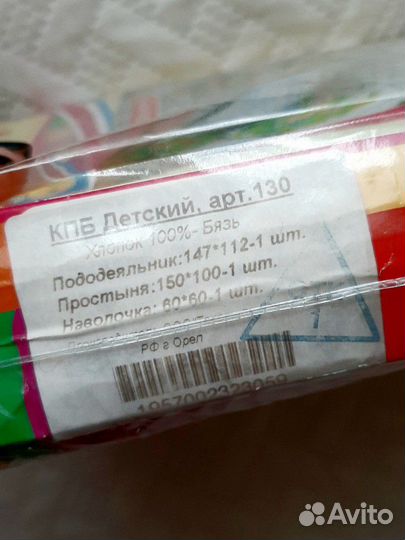 КПБ Детский, арт.130
Хлопок 100%- Бязь
Пододеяльник:147*112-1 шт.
Простыня:150*100-1 шт.
Наволочка: 60*60-1 шт.
РФ г Орел
1957002323059
Avito